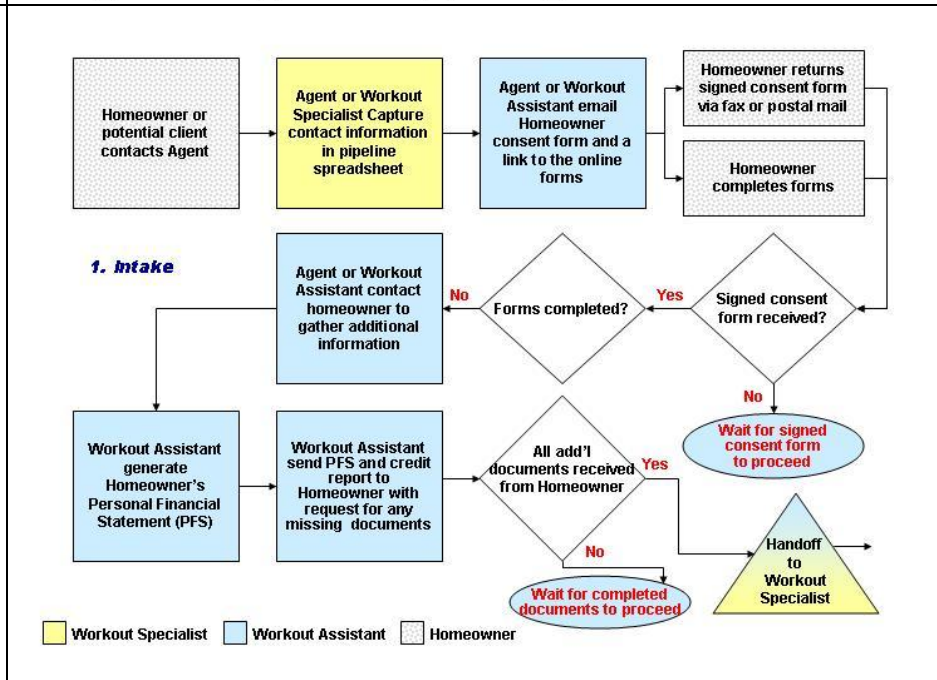 Homeowner or
potential client
contacts Agent
Agent or Workout
Specialist Capture
contact information
in pipeline
spreadsheet
Agent or Workout
Assistant email
Homeowner
consent form and a
link to the online
forms
Homeowner returns
signed consent form
via fax or postal mail
Homeowner
completes forms
1. Intake
Agent or Workout
Assistant contact
homeowner to
gather additional
information
No
Forms completed?
Yes
Signed consent
form received?
No
Wait for signed
consent form
to proceed
Workout Assistant
generate
Homeowner's
Personal Financial
Statement (PFS)
Workout Assistant
send PFS and credit
report to
Homeowner with
request for any
missing documents
All add'l
documents received
from Homeowner
Yes
No
Wait for completed
documents to proceed
Handoff
to
Workout
Specialist
Workout Specialist
Workout Assistant
Homeowner